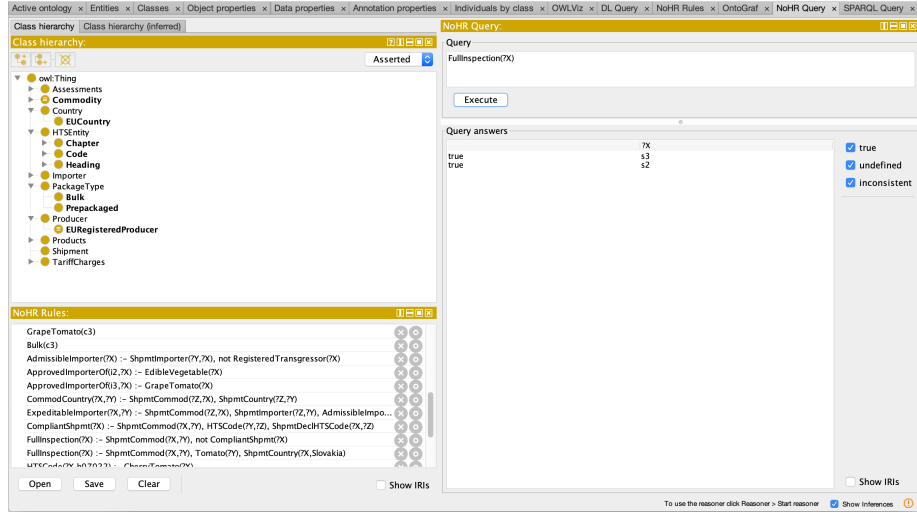 Active ontology × Entities × Classes × Object properties × Data properties × Annotation properties × Individuals by class × OWLViz × DL Query × NoHR Rules × OntoGraf × NoHR Query × SPARQL Query ×
Class hierarchy Class hierarchy (inferred)
Class hierarchy:
Asserted
owl:Thing
Assessments
Commodity
Country
EUCountry
HTSEntity
Chapter
Code
Heading
Importer
PackageType
Bulk
Prepackaged
Producer
EURegisteredProducer
Products
Shipment
TariffCharges
NoHR Rules:
GrapeTomato(c3)
Bulk(c3)
AdmissibleImporter(?X) :- ShpmtImporter(?Y,?X), not RegisteredTransgressor(?X)
ApprovedImporterOf(i2,?X) :- EdibleVegetable(?X)
ApprovedImporterOf(i3,?X) :- GrapeTomato(?X)
CommodCountry(?X,?Y) :- ShpmtCommod(?Z,?X), ShpmtCountry(?Z,?Y)
ExpeditableImporter(?X,?Y) :- ShpmtCommod(?Z,?X), ShpmtImporter(?Z,?Y), AdmissibleImpo...
CompliantShpmt(?X) :- ShpmtCommod(?X,?Y), HTSCode(?Y,?Z), ShpmtDeclHTSCode(?X,?Z)
FullInspection(?X) :- ShpmtCommod(?X,?Y), not CompliantShpmt(?X)
FullInspection(?X) :- ShpmtCommod(?X,?Y), Tomato(?Y), ShpmtCountry(?X,Slovakia)
HTSCode(?X,h07022) :- CherryTomato(?X)
Open Save Clear Show IRIs
NoHR Query:
Query
FullInspection(?X)
Execute
Query answers
?X
true s3
true s2
true
undefined
inconsistent
Show IRIs
To use the reasoner click Reasoner > Start reasoner Show Inferences